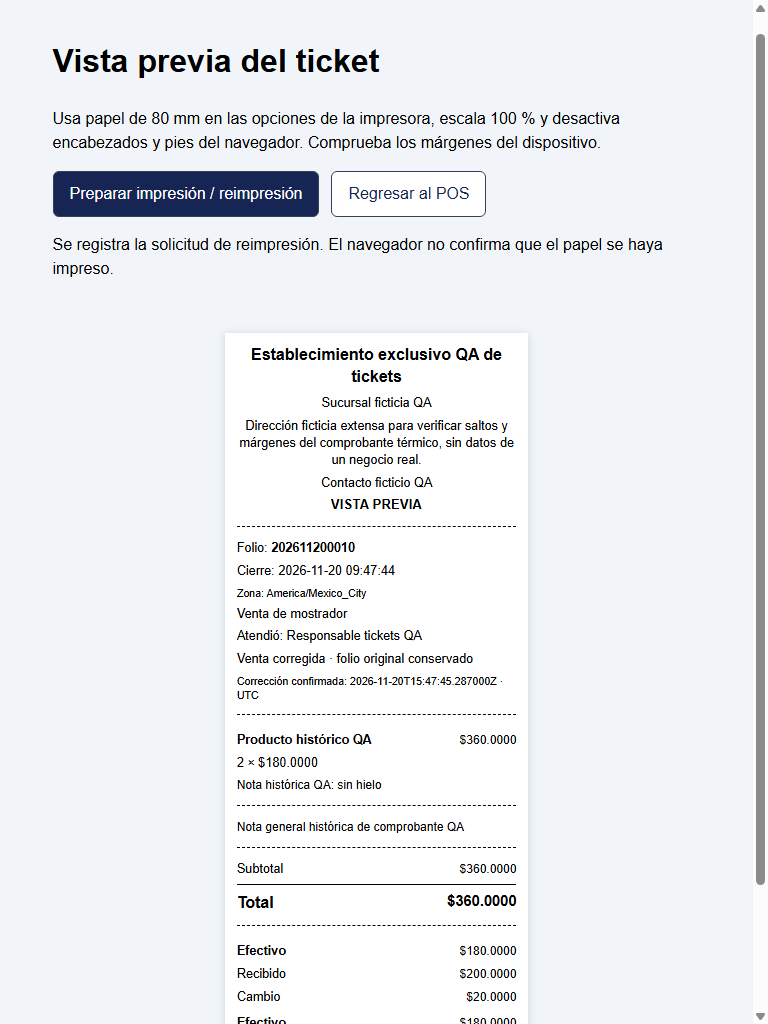 Vista previa del ticket
Usa papel de 80 mm en las opciones de la impresora, escala 100 % y desactiva
encabezados y pies del navegador. Comprueba los márgenes del dispositivo.
Preparar impresión / reimpresión
Regresar al POS
Se registra la solicitud de reimpresión. El navegador no confirma que el papel se haya
impreso.
Establecimiento exclusivo QA de
tickets
Sucursal ficticia QA
Dirección ficticia extensa para verificar saltos y
márgenes del comprobante térmico, sin datos de
un negocio real.
Contacto ficticio QA
VISTA PREVIA
Folio: 202611200010
Cierre: 2026-11-20 09:47:44
Zona: America/Mexico_City
Venta de mostrador
Atendió: Responsable tickets QA
Venta corregida · folio original conservado
Corrección confirmada: 2026-11-20T15:47:45.287000Z ·
UTC
Producto histórico QA $360.0000
2 × $180.0000
Nota histórica QA: sin hielo
Nota general histórica de comprobante QA
Subtotal $360.0000
Total $360.0000
Efectivo $180.0000
Recibido $200.0000
Cambio $20.0000
Efectivo $180.0000